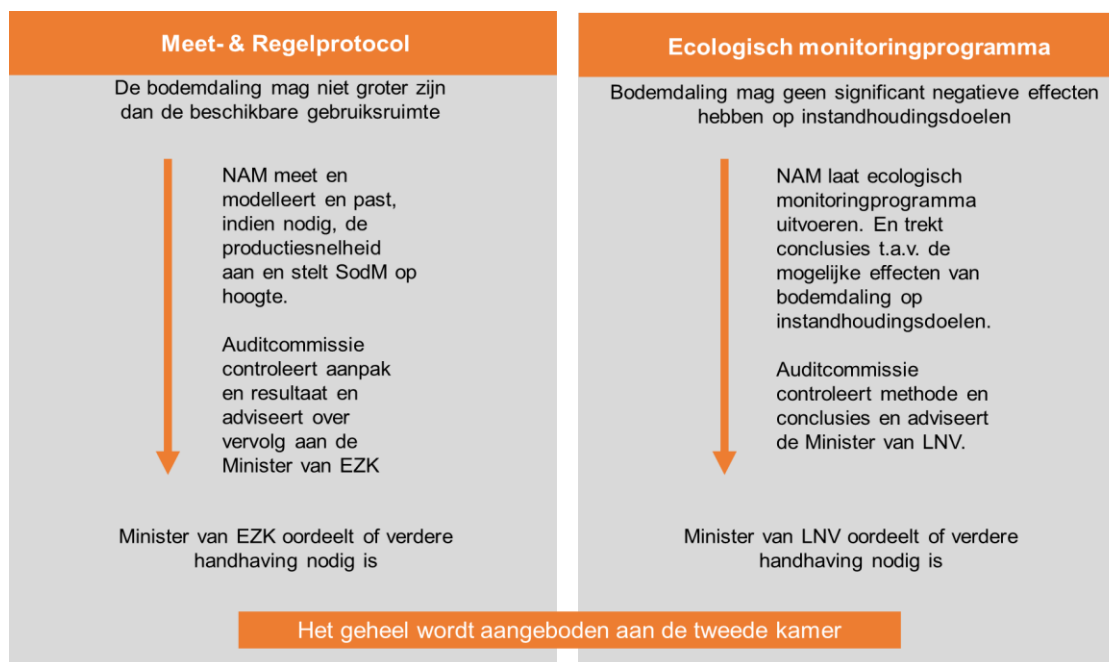 Meet- & Regelprotocol
De bodemdaling mag niet groter zijn
dan de beschikbare gebruiksruimte
NAM meet en
modelleert en past,
indien nodig, de
productiesnelheid
aan en stelt SodM op
hoogte.
Auditcommissie
controleert aanpak
en resultaat en
adviseert over
vervolg aan de
Minister van EZK
Minister van EZK oordeelt of verdere
handhaving nodig is
Ecologisch monitoringprogramma
Bodemdaling mag geen significant negatieve effecten
hebben op instandhoudingsdoelen
NAM laat ecologisch
monitoringprogramma
uitvoeren. En trekt
conclusies t.a.v. de
mogelijke effecten van
bodemdaling op
instandhoudingsdoelen.
Auditcommissie
controleert methode en
conclusies en adviseert
de Minister van LNV.
Minister van LNV oordeelt of verdere
handhaving nodig is
Het geheel wordt aangeboden aan de tweede kamer